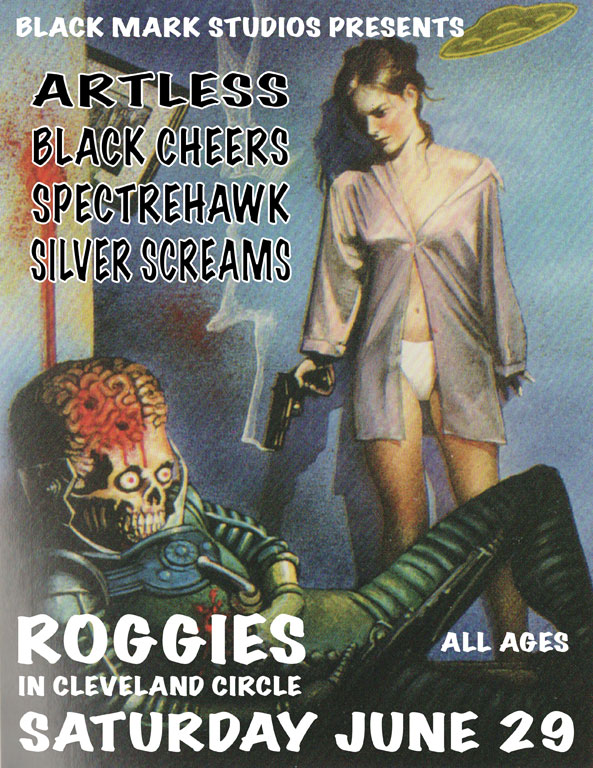 BLACK MARK STUDIOS PRESENTS
ARTLESS
BLACK CHEERS
SPECTREHAWK
SILVER SCREAMS
ROGGIES
ALL AGES
IN CLEVELAND CIRCLE
SATURDAY JUNE 29